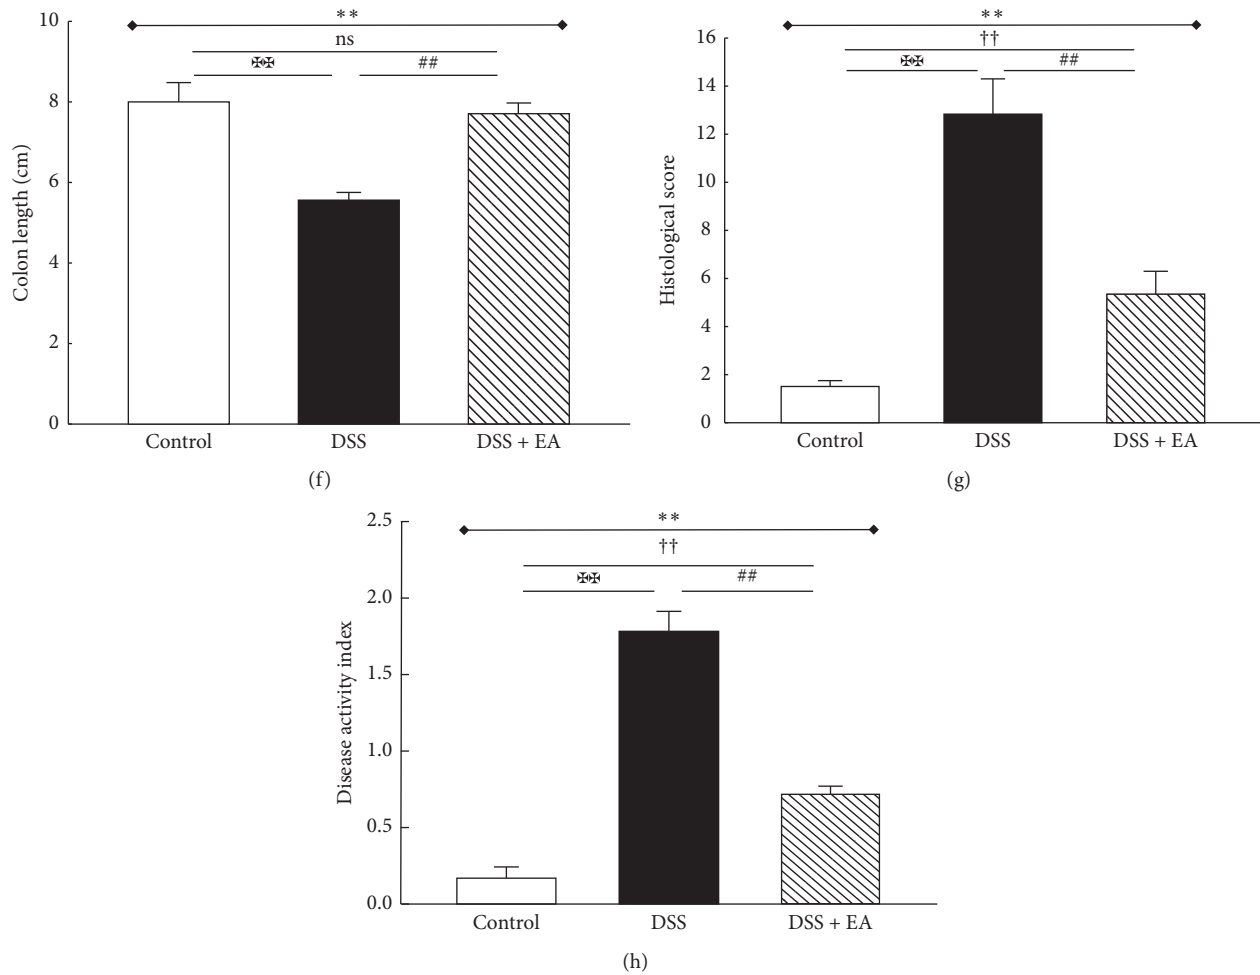 10
8
6
4
2
0
Colon length (cm)
**
ns
✠✠
##
Control
DSS
DSS + EA
(f)
16
14
12
10
8
6
4
2
0
Histological score
**
††
✠✠
##
Control
DSS
DSS + EA
(g)
2.5
2.0
1.5
1.0
0.5
0.0
Disease activity index
**
††
✠✠
##
Control
DSS
DSS + EA
(h)